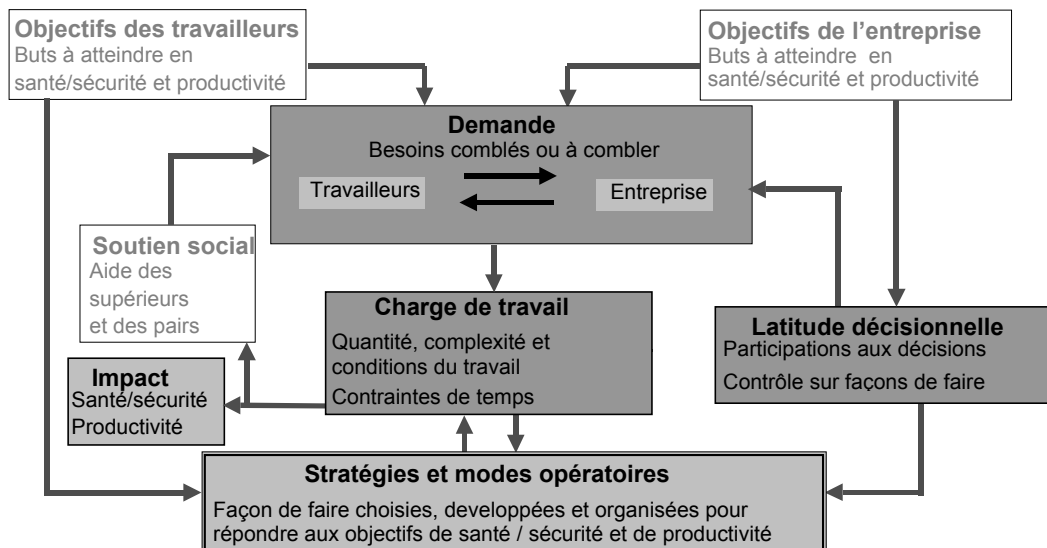 Objectifs des travailleurs
Buts à atteindre en
santé/sécurité et productivité
Objectifs de l'entreprise
Buts à atteindre en
santé/sécurité et productivité
Demande
Besoins comblés ou à combler
Travailleurs
Entreprise
Soutien social
Aide des
supérieurs
et des pairs
Charge de travail
Quantité, complexité et
conditions du travail
Contraintes de temps
Latitude décisionnelle
Participations aux décisions
Contrôle sur façons de faire
Impact
Santé/sécurité
Productivité
Stratégies et modes opératoires
Façon de faire choisies, developpées et organisées pour
répondre aux objectifs de santé / sécurité et de productivité